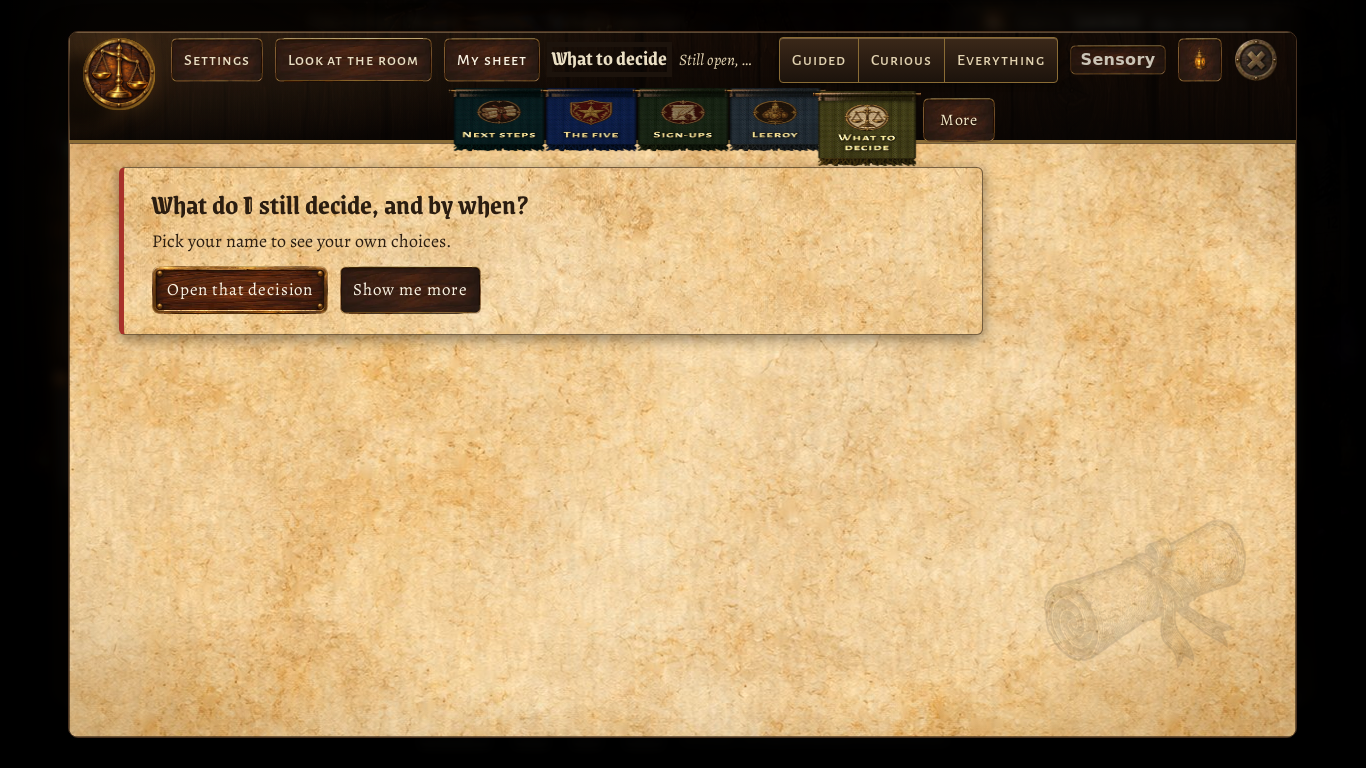 Settings
Look at the room
My sheet
What to decide
Still open, ...
Guided
Curious
Everything
Sensory
Next steps
The Five
Sign-ups
Leeroy
What to
decide
More
What do I still decide, and by when?
Pick your name to see your own choices.
Open that decision
Show me more